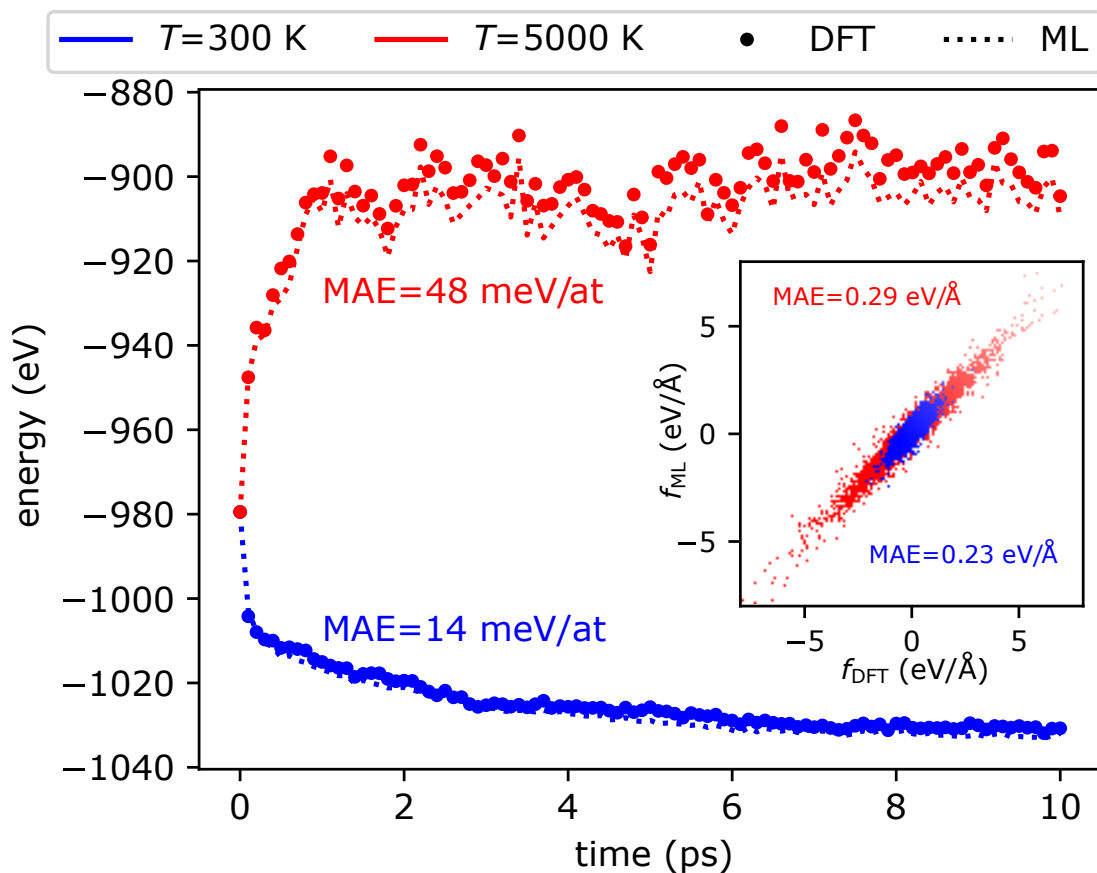 T=300 K T=5000 K DFT ML
−880
−900
−920
−940
−960
−980
−1000
−1020
−1040
energy (eV)
MAE=48 meV/at
MAE=14 meV/at
MAE=0.29 eV/Å
5
0
−5
f_ML (eV/Å)
MAE=0.23 eV/Å
−5 0 5
f_DFT (eV/Å)
0 2 4 6 8 10
time (ps)